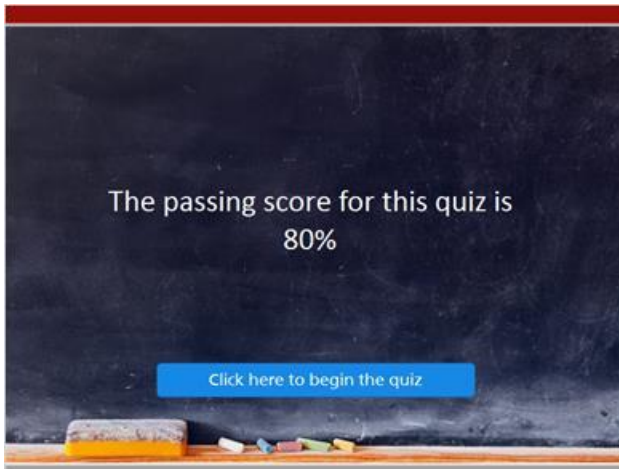 The passing score for this quiz is
80%
Click here to begin the quiz